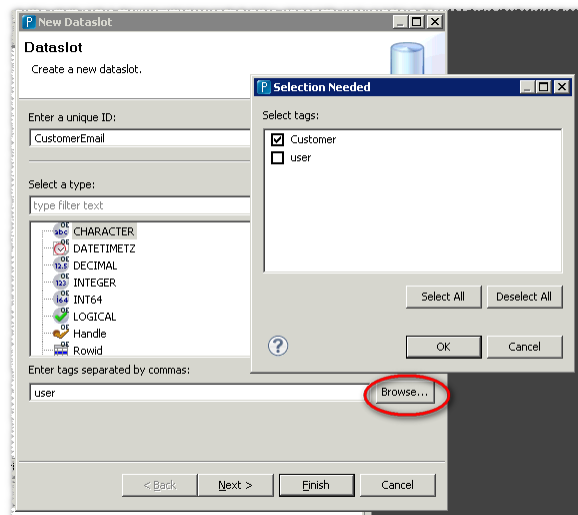 New Dataslot
Dataslot
Create a new dataslot.
Enter a unique ID:
CustomerEmail
Select a type:
type filter text
CHARACTER
DATETIMETZ
DECIMAL
INTEGER
INT64
LOGICAL
Handle
Rowid
Enter tags separated by commas:
user
Browse...
< Back
Next >
Finish
Cancel
Selection Needed
Select tags:
Customer
user
Select All
Deselect All
OK
Cancel